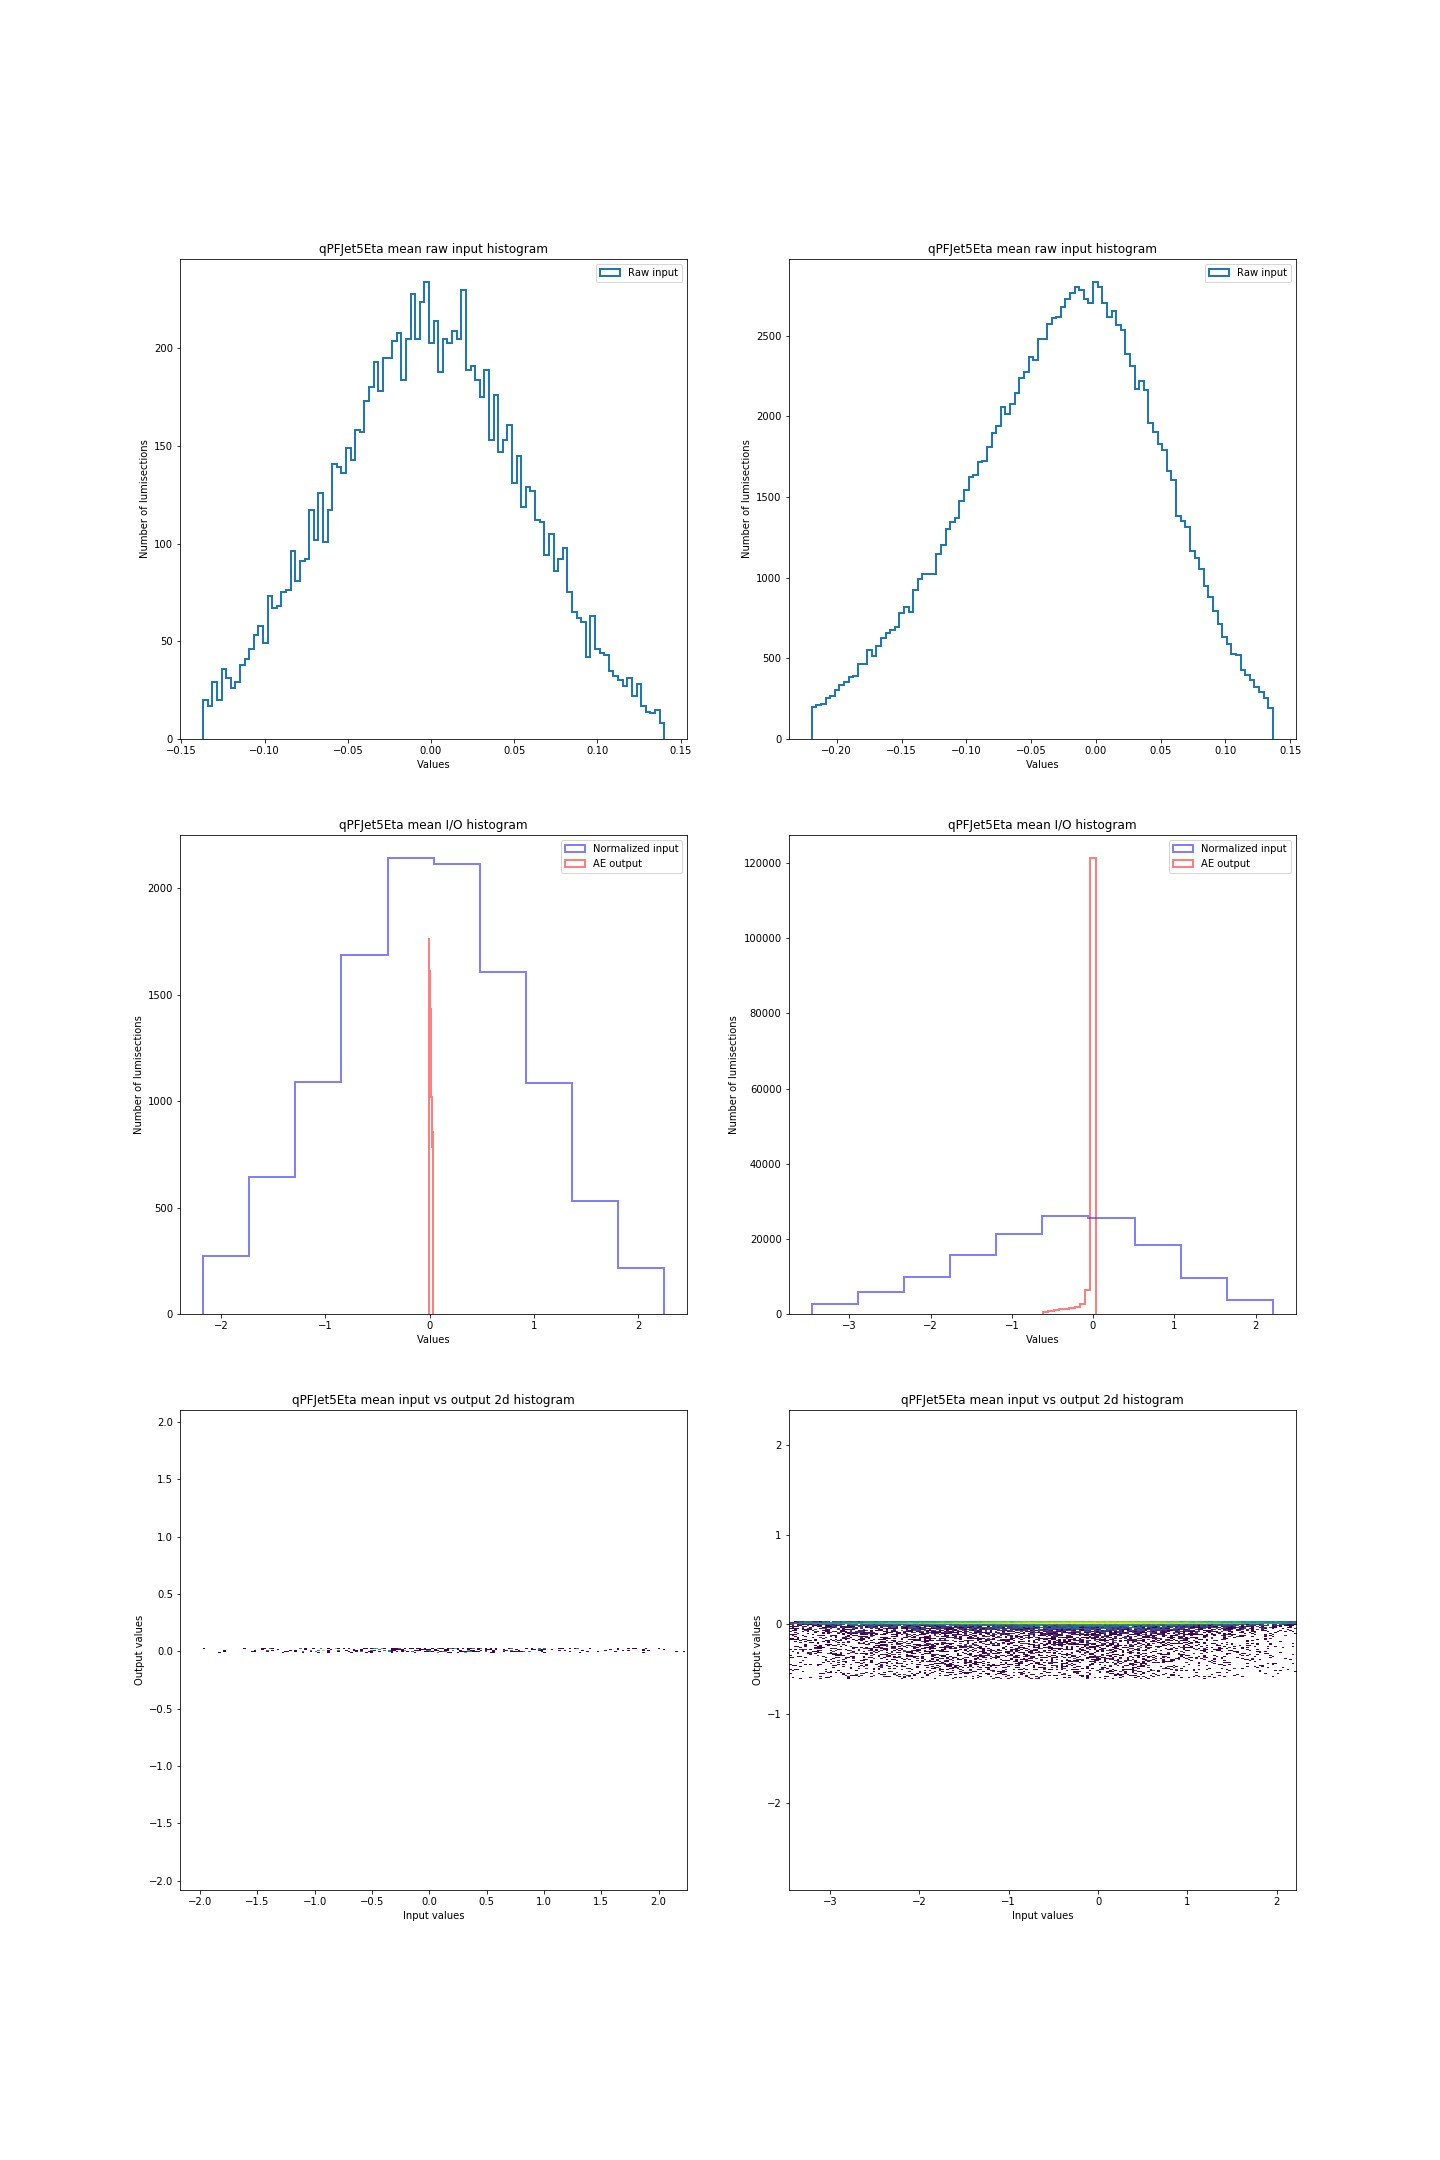 qPFJet5Eta mean raw input histogram
Raw input
Number of lumisections
200
150
100
50
0
−0.15 −0.10 −0.05 0.00 0.05 0.10 0.15
Values
qPFJet5Eta mean raw input histogram
Raw input
Number of lumisections
2500
2000
1500
1000
500
0
−0.20 −0.15 −0.10 −0.05 0.00 0.05 0.10 0.15
Values
qPFJet5Eta mean I/O histogram
Normalized input
AE output
Number of lumisections
2000
1500
1000
500
0
−2 −1 0 1 2
Values
qPFJet5Eta mean I/O histogram
Normalized input
AE output
Number of lumisections
120000
100000
80000
60000
40000
20000
0
−3 −2 −1 0 1 2
Values
qPFJet5Eta mean input vs output 2d histogram
Output values
2.0
1.5
1.0
0.5
0.0
−0.5
−1.0
−1.5
−2.0
−2.0 −1.5 −1.0 −0.5 0.0 0.5 1.0 1.5 2.0
Input values
qPFJet5Eta mean input vs output 2d histogram
Output values
2
1
0
−1
−2
−3 −2 −1 0 1 2
Input values